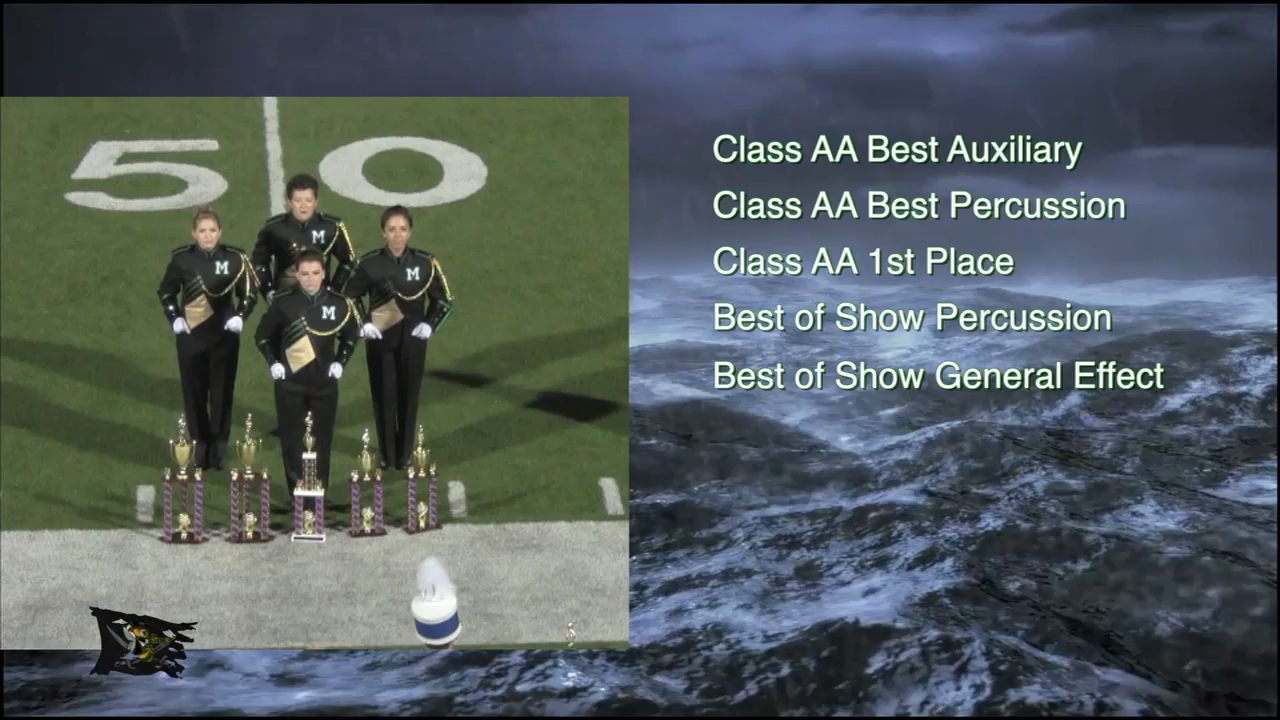 50
M
M
M
M
Class AA Best Auxiliary
Class AA Best Percussion
Class AA 1st Place
Best of Show Percussion
Best of Show General Effect